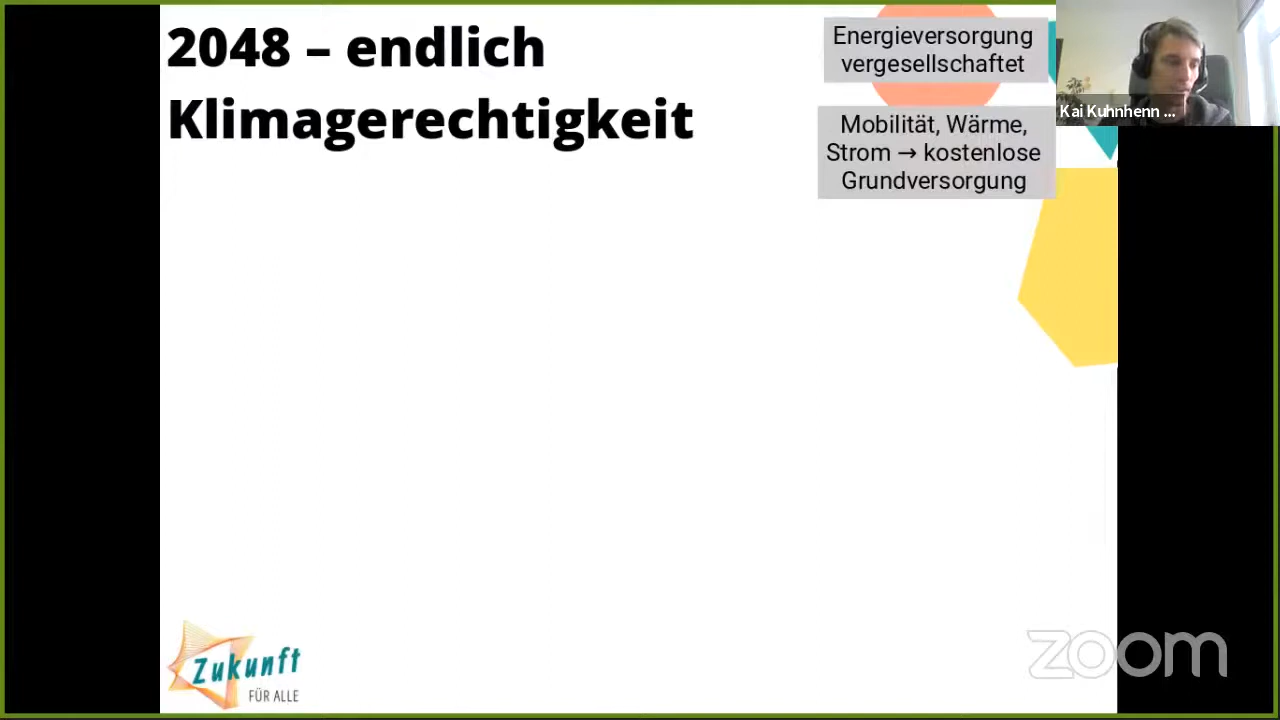 2048 – endlich
Klimagerechtigkeit
Energieversorgung
vergesellschaftet
Mobilität, Wärme,
Strom → kostenlose
Grundversorgung
Kai Kuhnhenn ...
Zukunft
FÜR ALLE
zoom